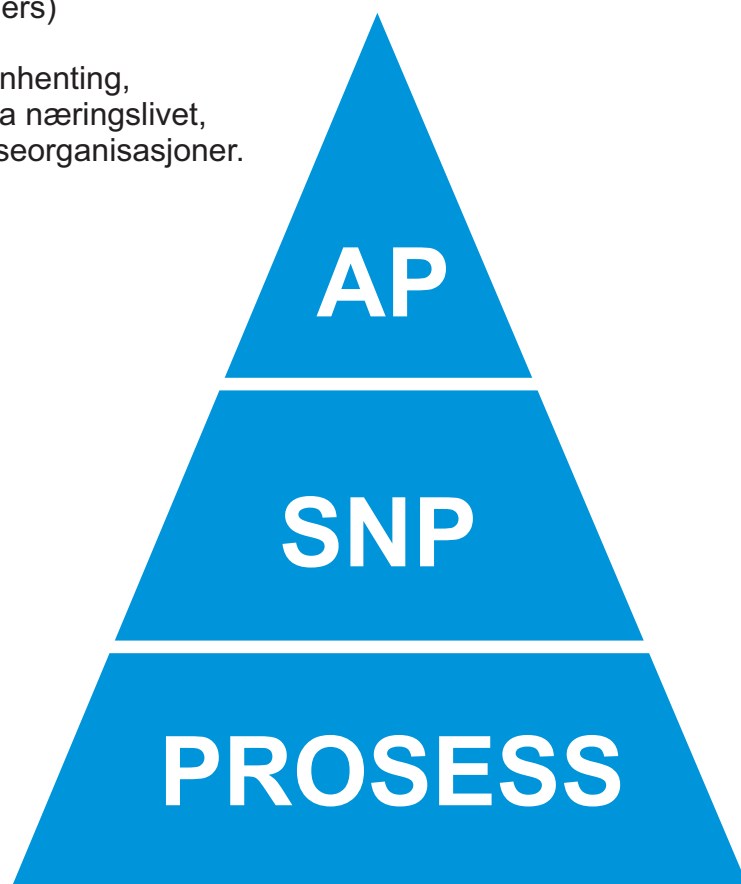 ers)
nhenting,
a næringslivet,
seorganisasjoner.
AP
SNP
PROSESS